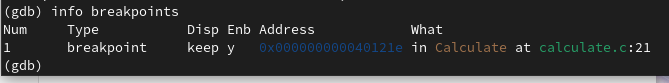 (gdb) info breakpoints
Num     Type           Disp Enb Address            What
1       breakpoint     keep y   0x000000000040121e in Calculate at calculate.c:21
(gdb)